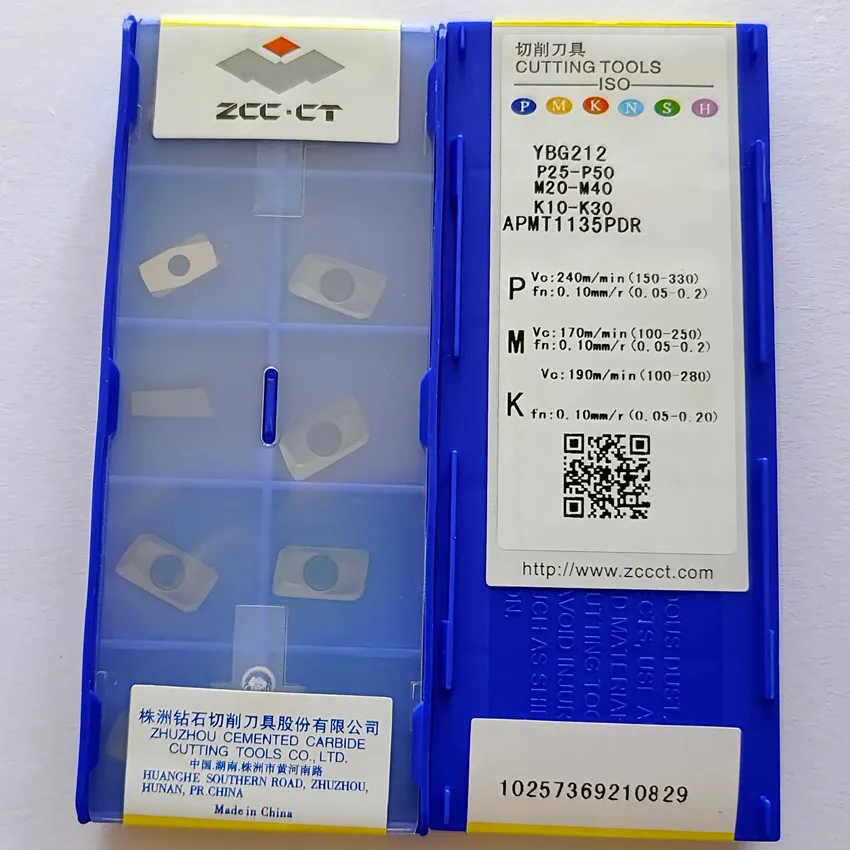 ZCC·CT
株洲钻石切削刀具股份有限公司
ZHUZHOU CEMENTED CARBIDE
CUTTING TOOLS CO., LTD.
中国.湖南.株洲市黄河南路
HUANGHE SOUTHERN ROAD, ZHUZHOU,
HUNAN, PR CHINA
Made in China
切削刀具
CUTTING TOOLS
ISO
P M K N S H
YBG212
P25-P50
M20-M40
K10-K30
APMT1135PDR
P Vc:240m/min(150-330)
fn:0.10mm/r(0.05-0.2)
M Vc:170m/min(100-250)
fn:0.10mm/r(0.05-0.2)
Vc:190m/min(100-280)
K fn:0.10mm/r(0.05-0.20)
http://www.zccct.com
10257369210829